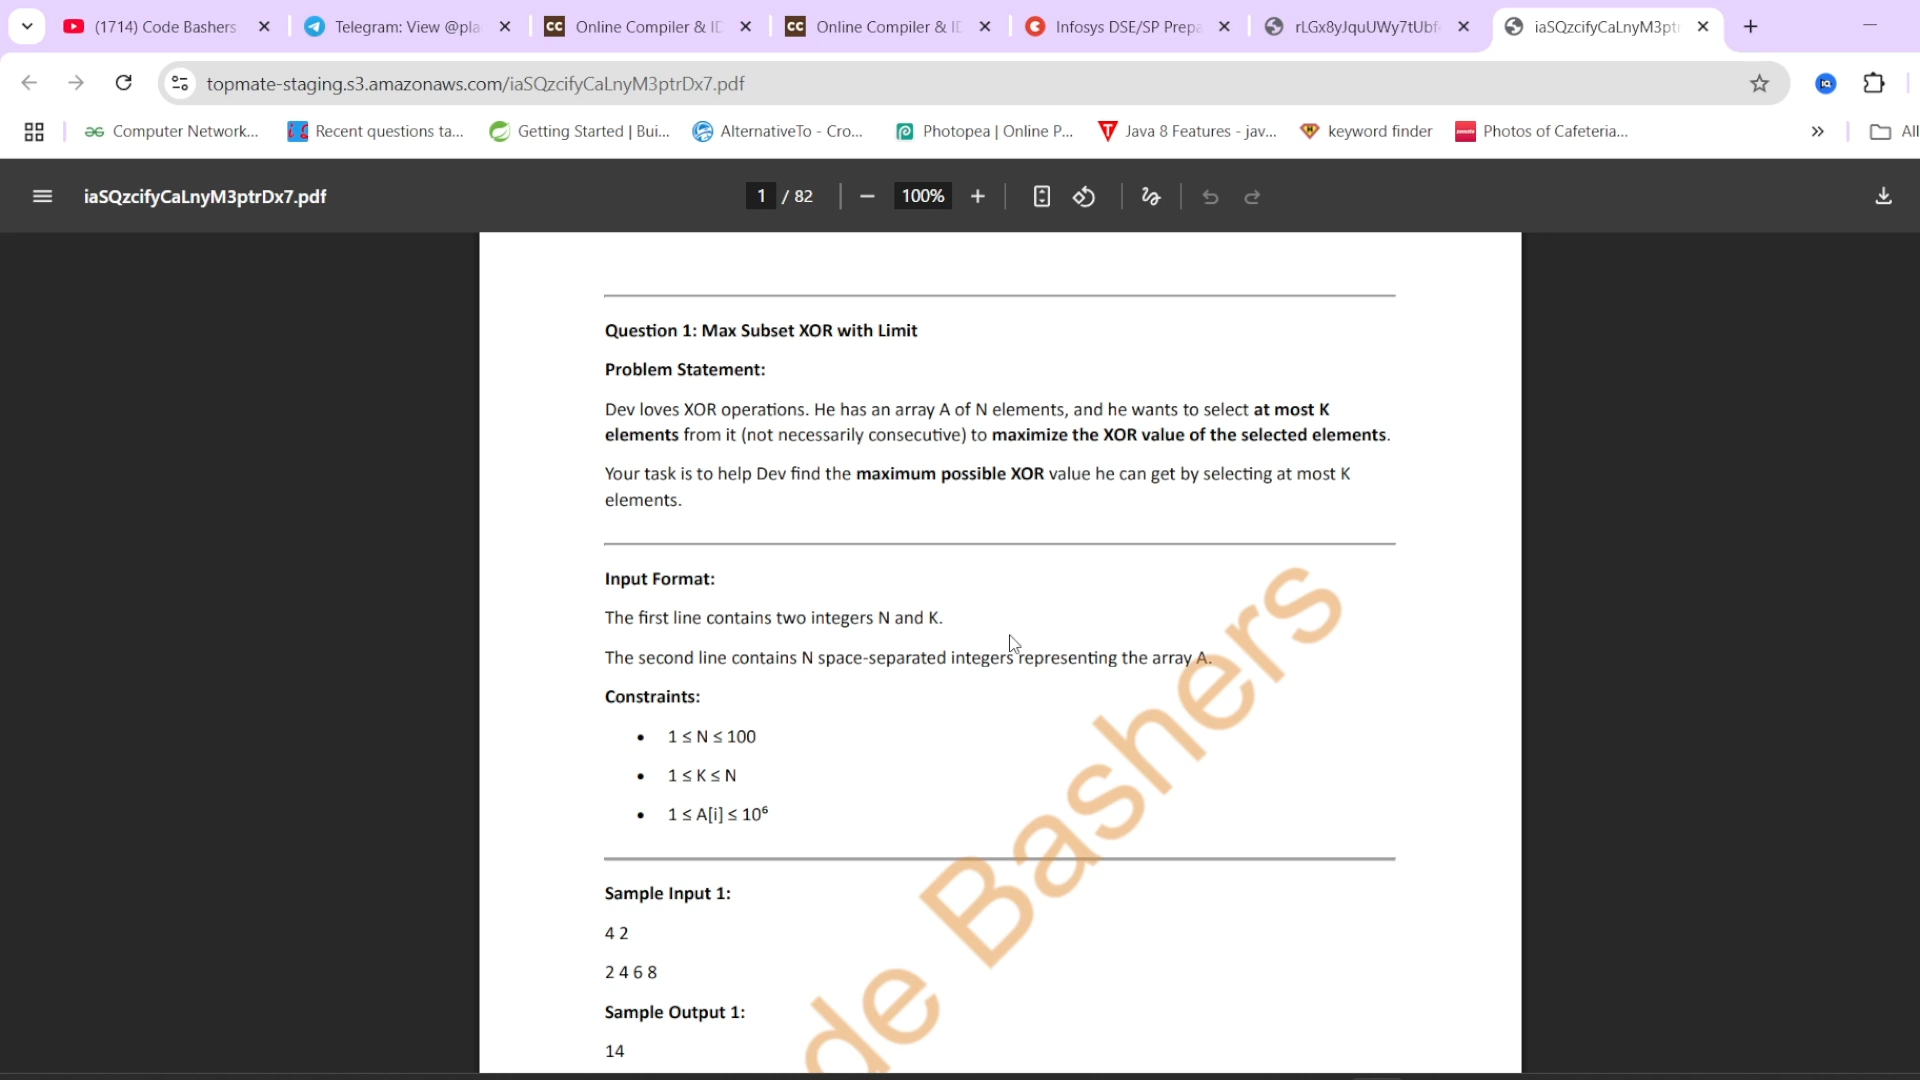 (1714) Code Bashers
Telegram: View @pla
Online Compiler & ID
Online Compiler & ID
Infosys DSE/SP Prepa
rLGx8yJquUWy7tUbf
iaSQzcifyCaLnyM3pt
topmate-staging.s3.amazonaws.com/iaSQzcifyCaLnyM3ptrDx7.pdf
Computer Network...
Recent questions ta...
Getting Started | Bui...
AlternativeTo - Cro...
Photopea | Online P...
Java 8 Features - jav...
keyword finder
Photos of Cafeteria...
All
iaSQzcifyCaLnyM3ptrDx7.pdf
1 / 82
100%
Question 1: Max Subset XOR with Limit
Problem Statement:
Dev loves XOR operations. He has an array A of N elements, and he wants to select at most K
elements from it (not necessarily consecutive) to maximize the XOR value of the selected elements.
Your task is to help Dev find the maximum possible XOR value he can get by selecting at most K
elements.
Input Format:
The first line contains two integers N and K.
The second line contains N space-separated integers representing the array A.
Constraints:
• 1 ≤ N ≤ 100
• 1 ≤ K ≤ N
• 1 ≤ A[i] ≤ 10⁶
Sample Input 1:
4 2
2 4 6 8
Sample Output 1:
14
de Bashers